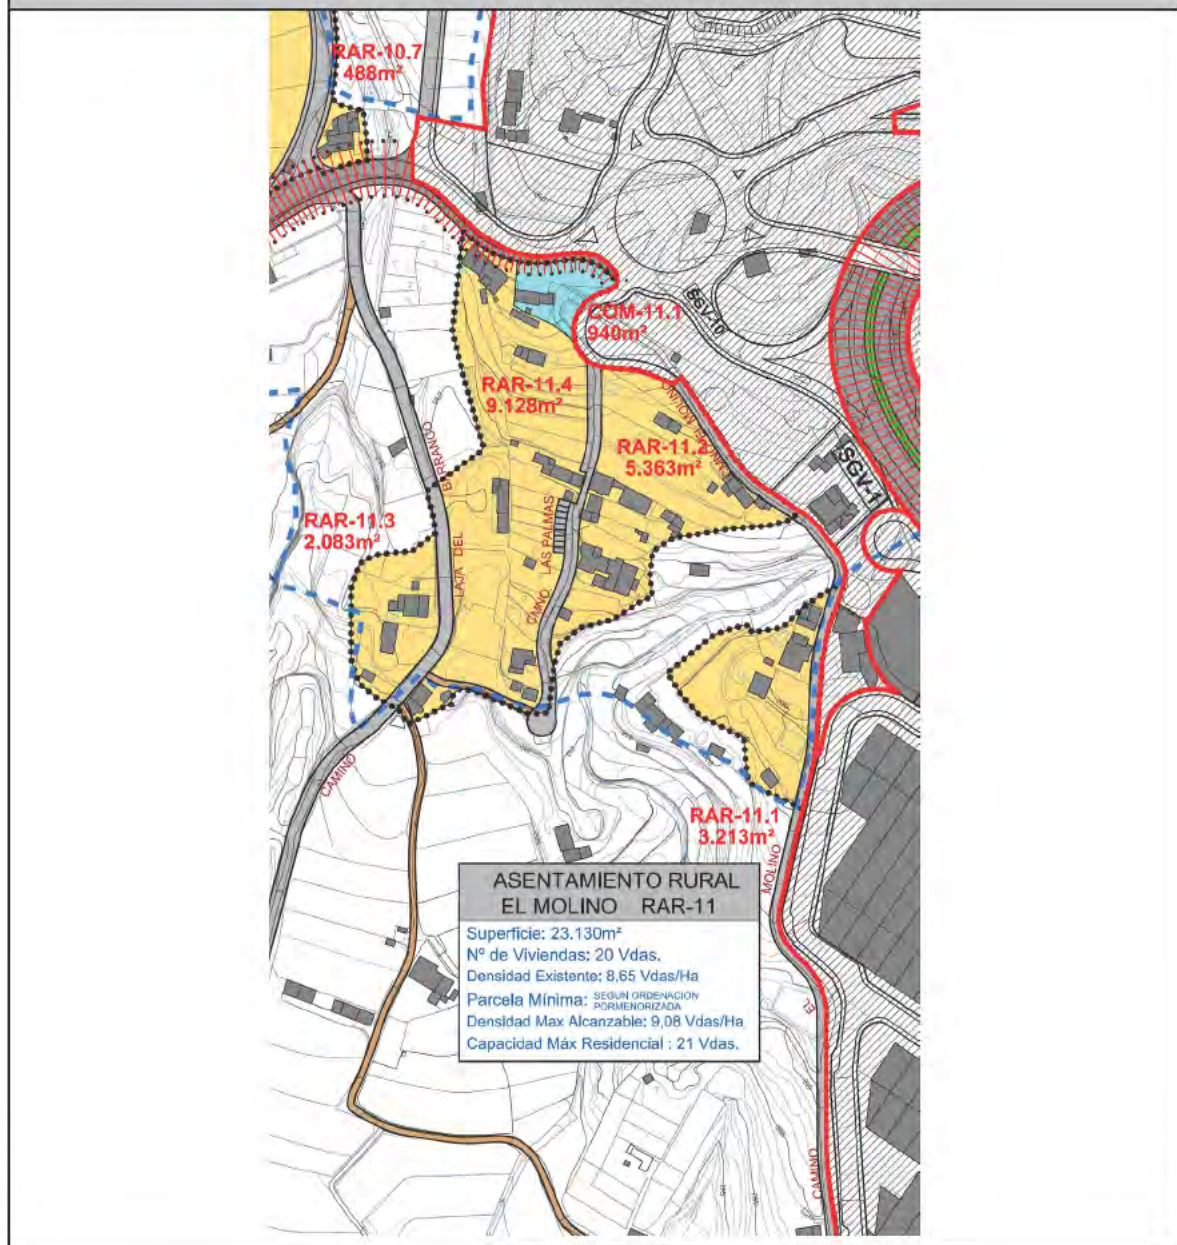 RAR-10.7
488m²
COM-11.1
940m²
SGV-10
RAR-11.4
9.128m²
RAR-11.2
5.363m²
SGV-1
RAR-11.3
2.083m²
BARRANCO
LAJA DEL
CAMINO
CMNO LAS PALMAS
DEL MOLINO
RAR-11.1
3.213m²
MOLINO
EL
CAMINO
ASENTAMIENTO RURAL
EL MOLINO RAR-11
Superficie: 23.130m²
Nº de Viviendas: 20 Vdas.
Densidad Existente: 8,65 Vdas/Ha
Parcela Mínima: SEGUN ORDENACION
PORMENORIZADA
Densidad Max Alcanzable: 9,08 Vdas/Ha
Capacidad Máx Residencial : 21 Vdas.